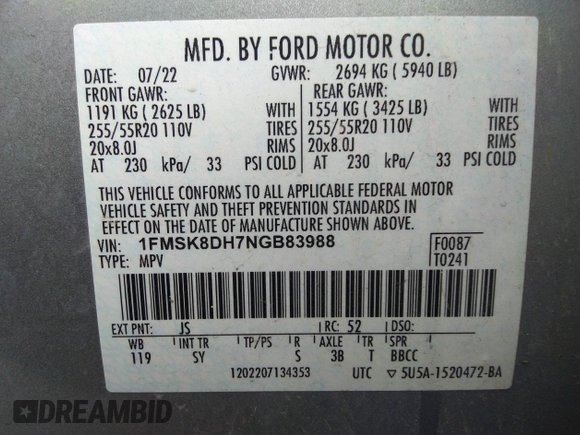 MFD. BY FORD MOTOR CO.
DATE: 07/22 GVWR: 2694 KG ( 5940 LB)
FRONT GAWR: REAR GAWR:
1191 KG ( 2625 LB) WITH 1554 KG ( 3425 LB) WITH
255/55R20 110V TIRES 255/55R20 110V TIRES
20x8.0J RIMS 20x8.0J RIMS
AT 230 kPa/ 33 PSI COLD AT 230 kPa/ 33 PSI COLD
THIS VEHICLE CONFORMS TO ALL APPLICABLE FEDERAL MOTOR
VEHICLE SAFETY AND THEFT PREVENTION STANDARDS IN
EFFECT ON THE DATE OF MANUFACTURE SHOWN ABOVE.
VIN: 1FMSK8DH7NGB83988 F0087
TYPE: MPV T0241
EXT PNT: JS RC: 52 DSO:
WB INT TR TP/PS R AXLE TR SPR
119 SY S 3B T BBCC
1202207134353 UTC ▽ 5U5A-1520472-BA
DREAMBID